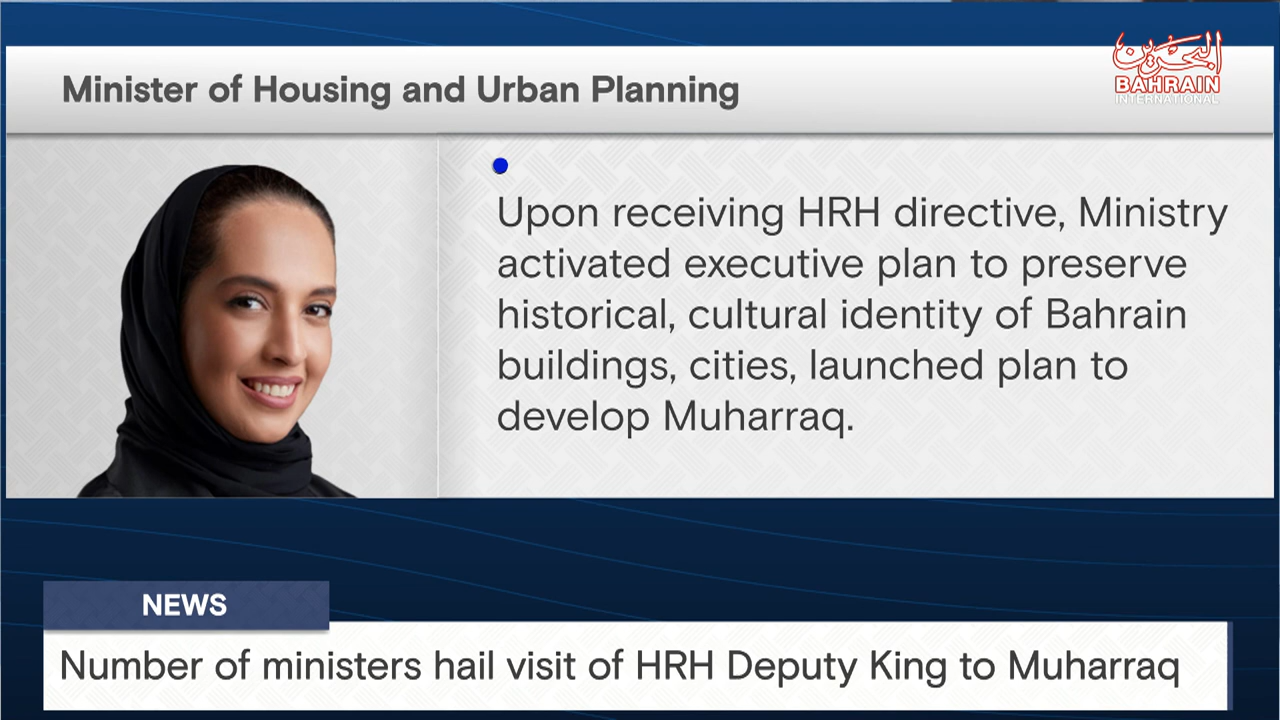 Minister of Housing and Urban Planning
البحرين
BAHRAIN
INTERNATIONAL
Upon receiving HRH directive, Ministry
activated executive plan to preserve
historical, cultural identity of Bahrain
buildings, cities, launched plan to
develop Muharraq.
NEWS
Number of ministers hail visit of HRH Deputy King to Muharraq